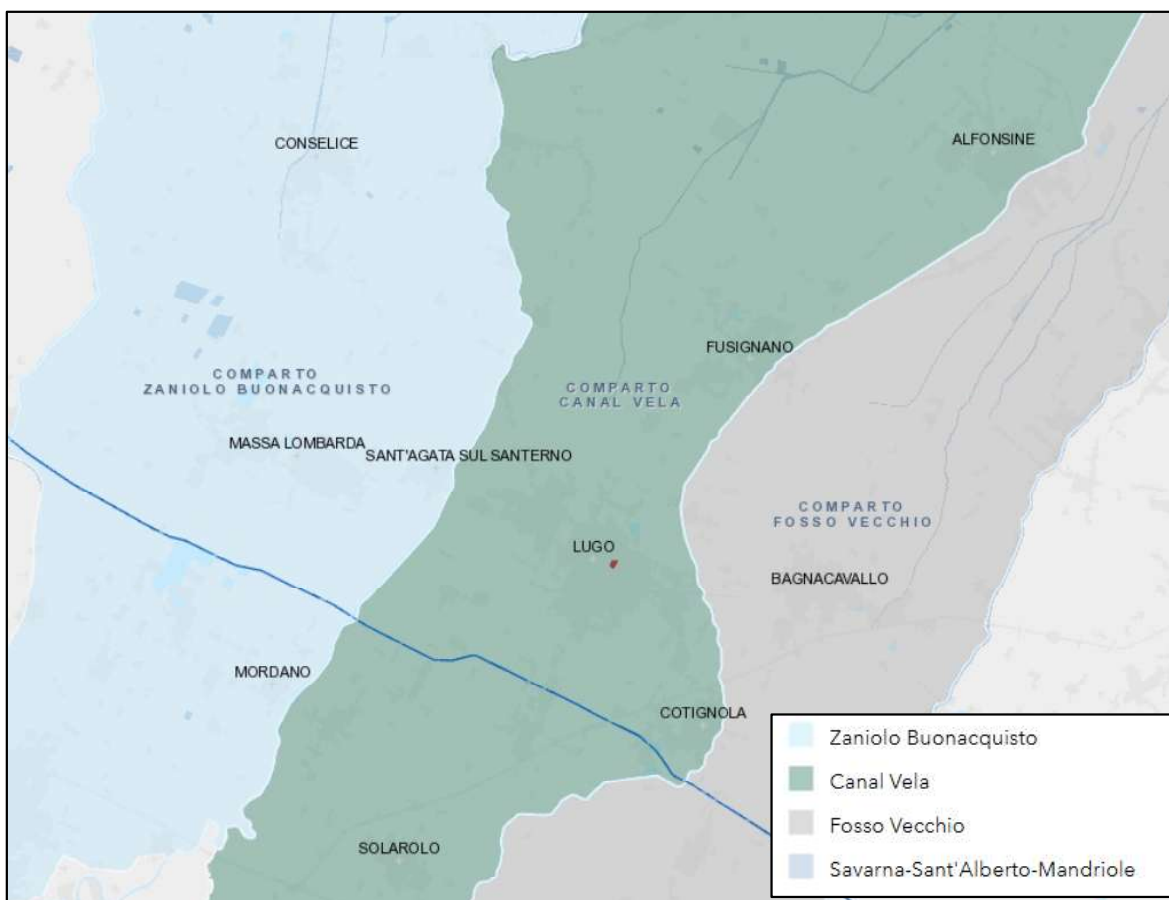 CONSELICE
ALFONSINE
FUSIGNANO
COMPARTO
ZANIOLO BUONACQUISTO
COMPARTO
CANAL VELA
MASSA LOMBARDA
SANT'AGATA SUL SANTERNO
COMPARTO
FOSSO VECCHIO
LUGO
BAGNACAVALLO
MORDANO
COTIGNOLA
SOLAROLO
Zaniolo Buonacquisto
Canal Vela
Fosso Vecchio
Savarna-Sant'Alberto-Mandriole